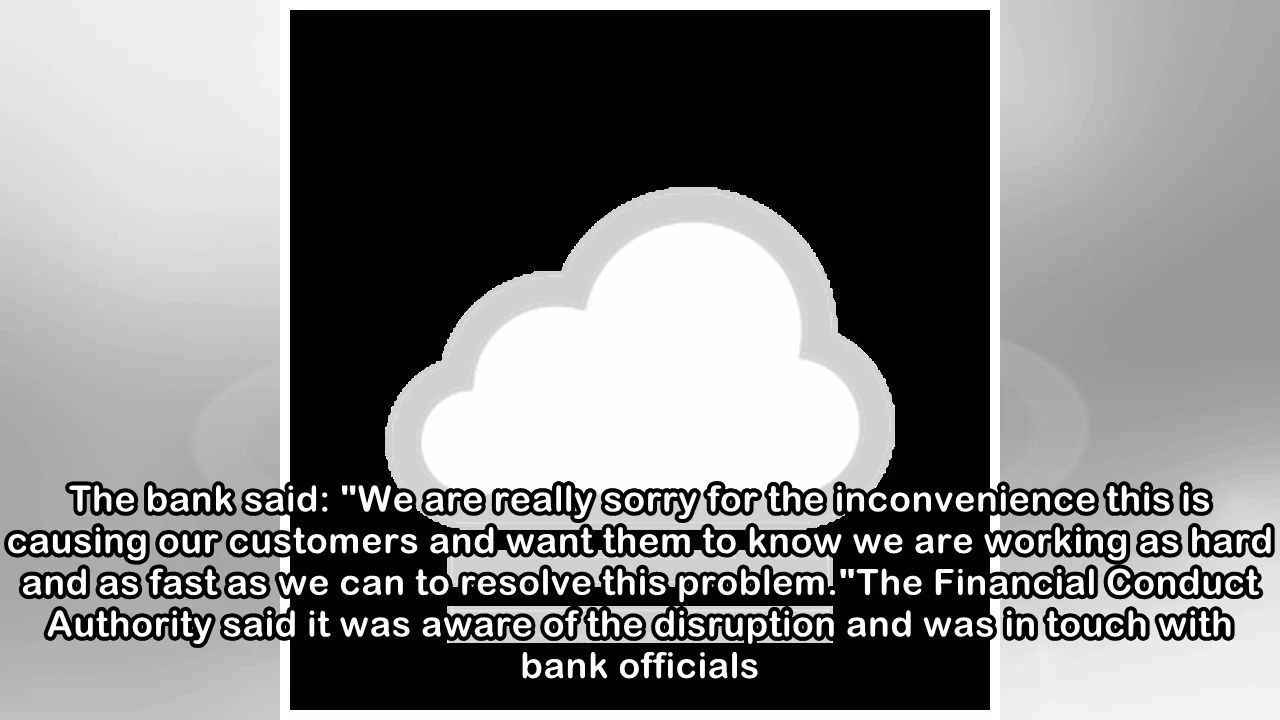 The bank said: "We are really sorry for the inconvenience this is
causing our customers and want them to know we are working as hard
and as fast as we can to resolve this problem."The Financial Conduct
Authority said it was aware of the disruption and was in touch with
bank officials